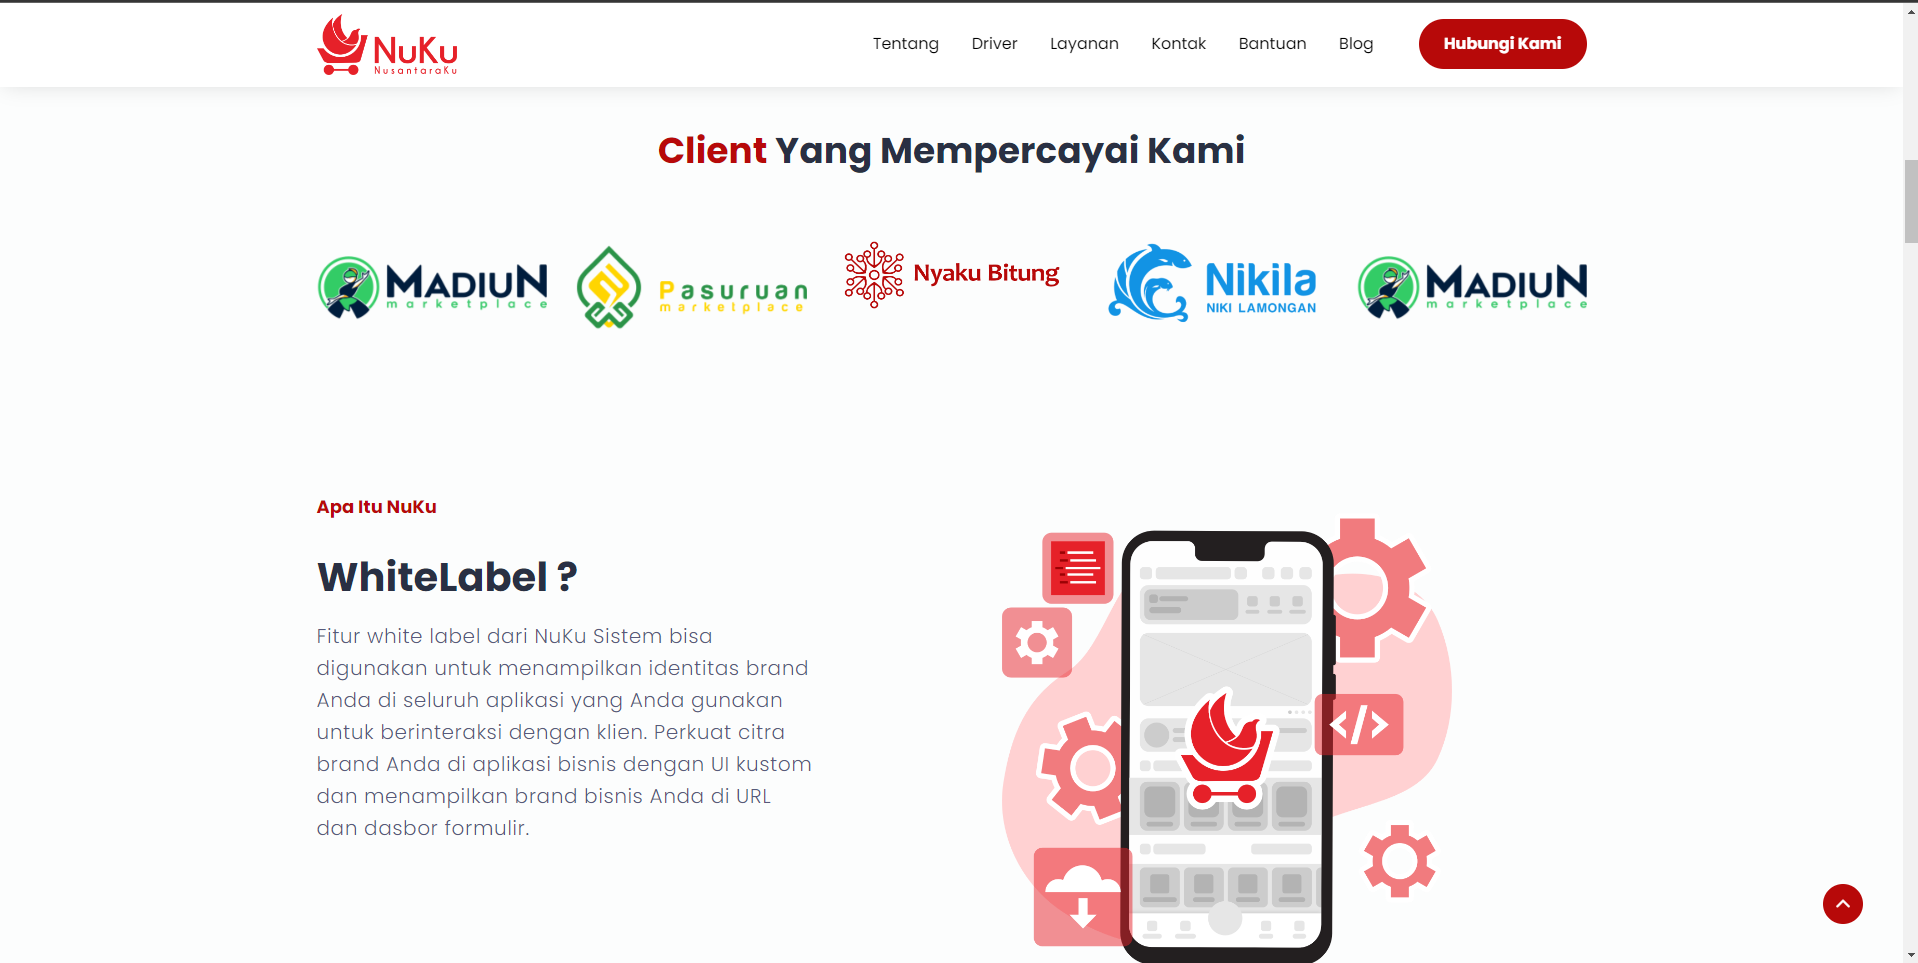 NuKu
NusantaraKu
Tentang Driver Layanan Kontak Bantuan Blog Hubungi Kami
Client Yang Mempercayai Kami
MADIUN
marketplace
Pasuruan
marketplace
Nyaku Bitung
Nikila
NIKI LAMONGAN
MADIUN
marketplace
Apa Itu NuKu
WhiteLabel ?
Fitur white label dari NuKu Sistem bisa
digunakan untuk menampilkan identitas brand
Anda di seluruh aplikasi yang Anda gunakan
untuk berinteraksi dengan klien. Perkuat citra
brand Anda di aplikasi bisnis dengan UI kustom
dan menampilkan brand bisnis Anda di URL
dan dasbor formulir.
</>